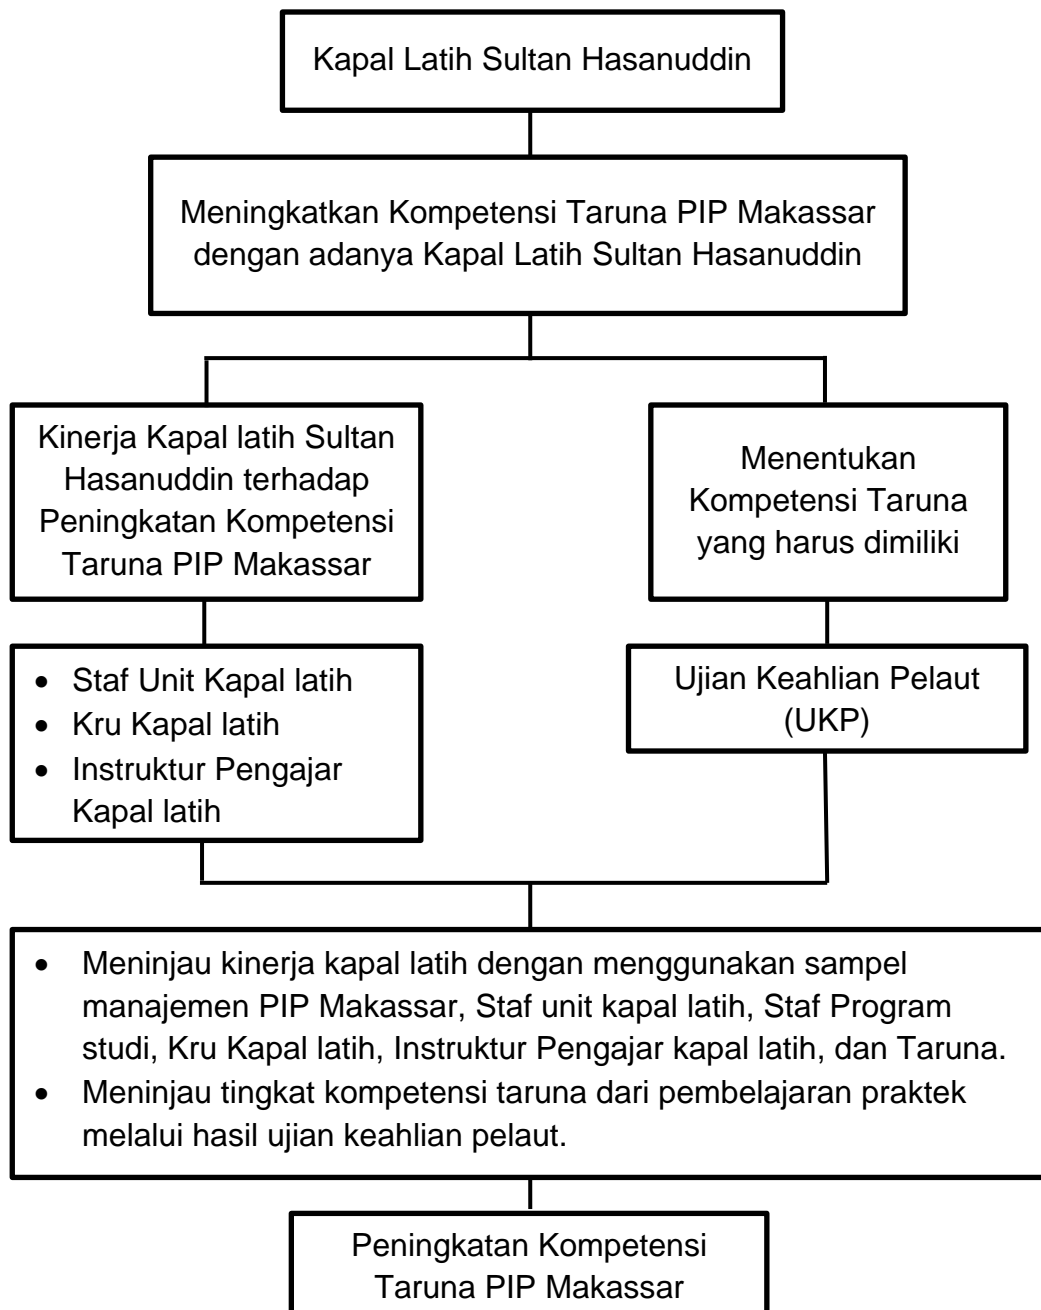 Kapal Latih Sultan Hasanuddin
Meningkatkan Kompetensi Taruna PIP Makassar
dengan adanya Kapal Latih Sultan Hasanuddin
Kinerja Kapal latih Sultan
Hasanuddin terhadap
Peningkatan Kompetensi
Taruna PIP Makassar
Menentukan
Kompetensi Taruna
yang harus dimiliki
• Staf Unit Kapal latih
• Kru Kapal latih
• Instruktur Pengajar
Kapal latih
Ujian Keahlian Pelaut
(UKP)
• Meninjau kinerja kapal latih dengan menggunakan sampel
manajemen PIP Makassar, Staf unit kapal latih, Staf Program
studi, Kru Kapal latih, Instruktur Pengajar kapal latih, dan Taruna.
• Meninjau tingkat kompetensi taruna dari pembelajaran praktek
melalui hasil ujian keahlian pelaut.
Peningkatan Kompetensi
Taruna PIP Makassar